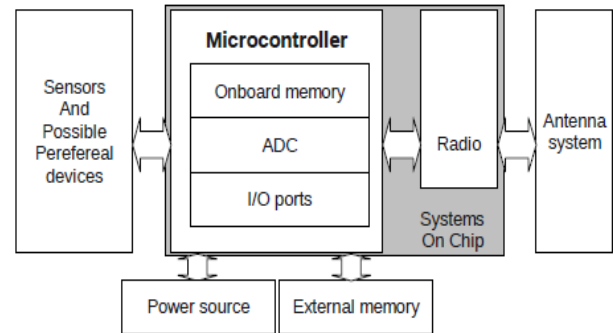 Microcontroller
Sensors
And
Possible
Perefereal
devices
Onboard memory
ADC
I/O ports
Radio
Antenna
system
Systems
On Chip
Power source
External memory